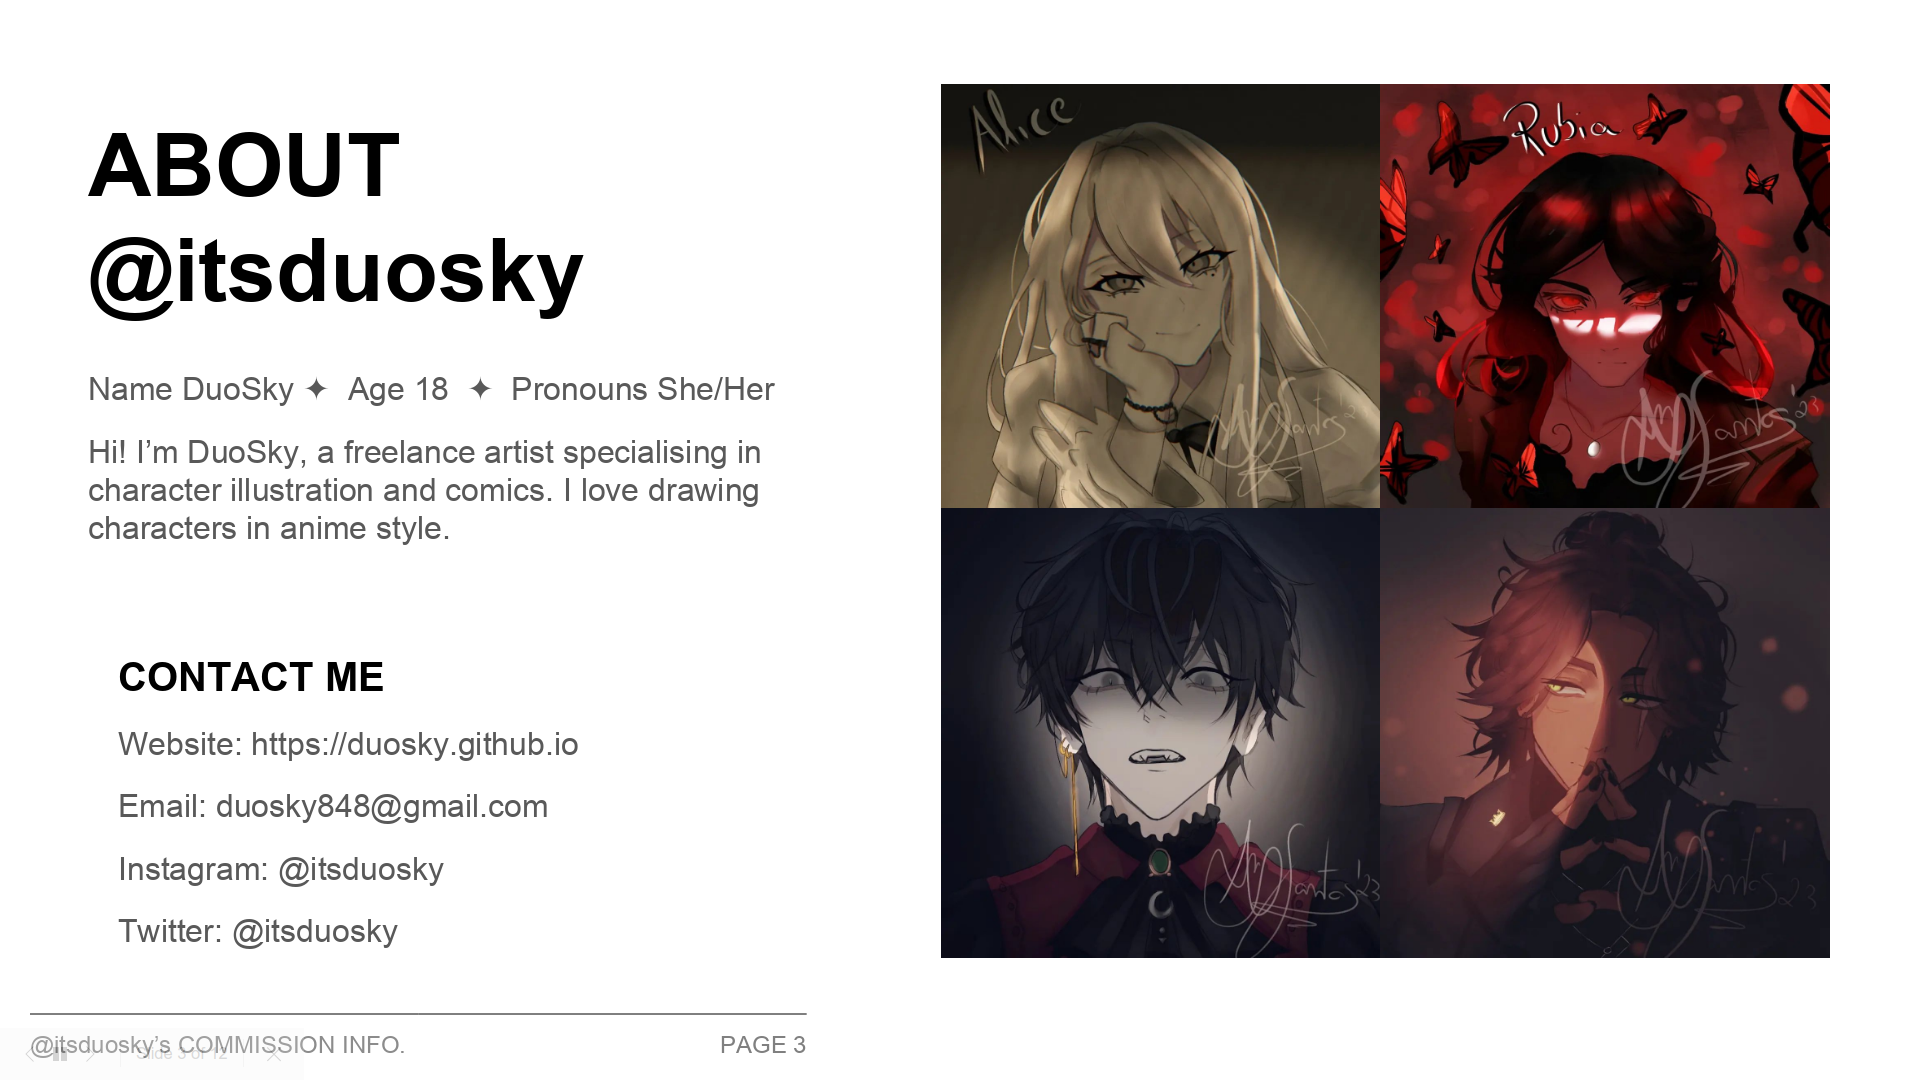 ABOUT
@itsduosky
Name DuoSky ✦ Age 18 ✦ Pronouns She/Her
Hi! I’m DuoSky, a freelance artist specialising in
character illustration and comics. I love drawing
characters in anime style.
CONTACT ME
Website: https://duosky.github.io
Email: duosky848@gmail.com
Instagram: @itsduosky
Twitter: @itsduosky
@itsduosky’s COMMISSION INFO.
PAGE 3
Slide 3 of 12
Alice
Rubia